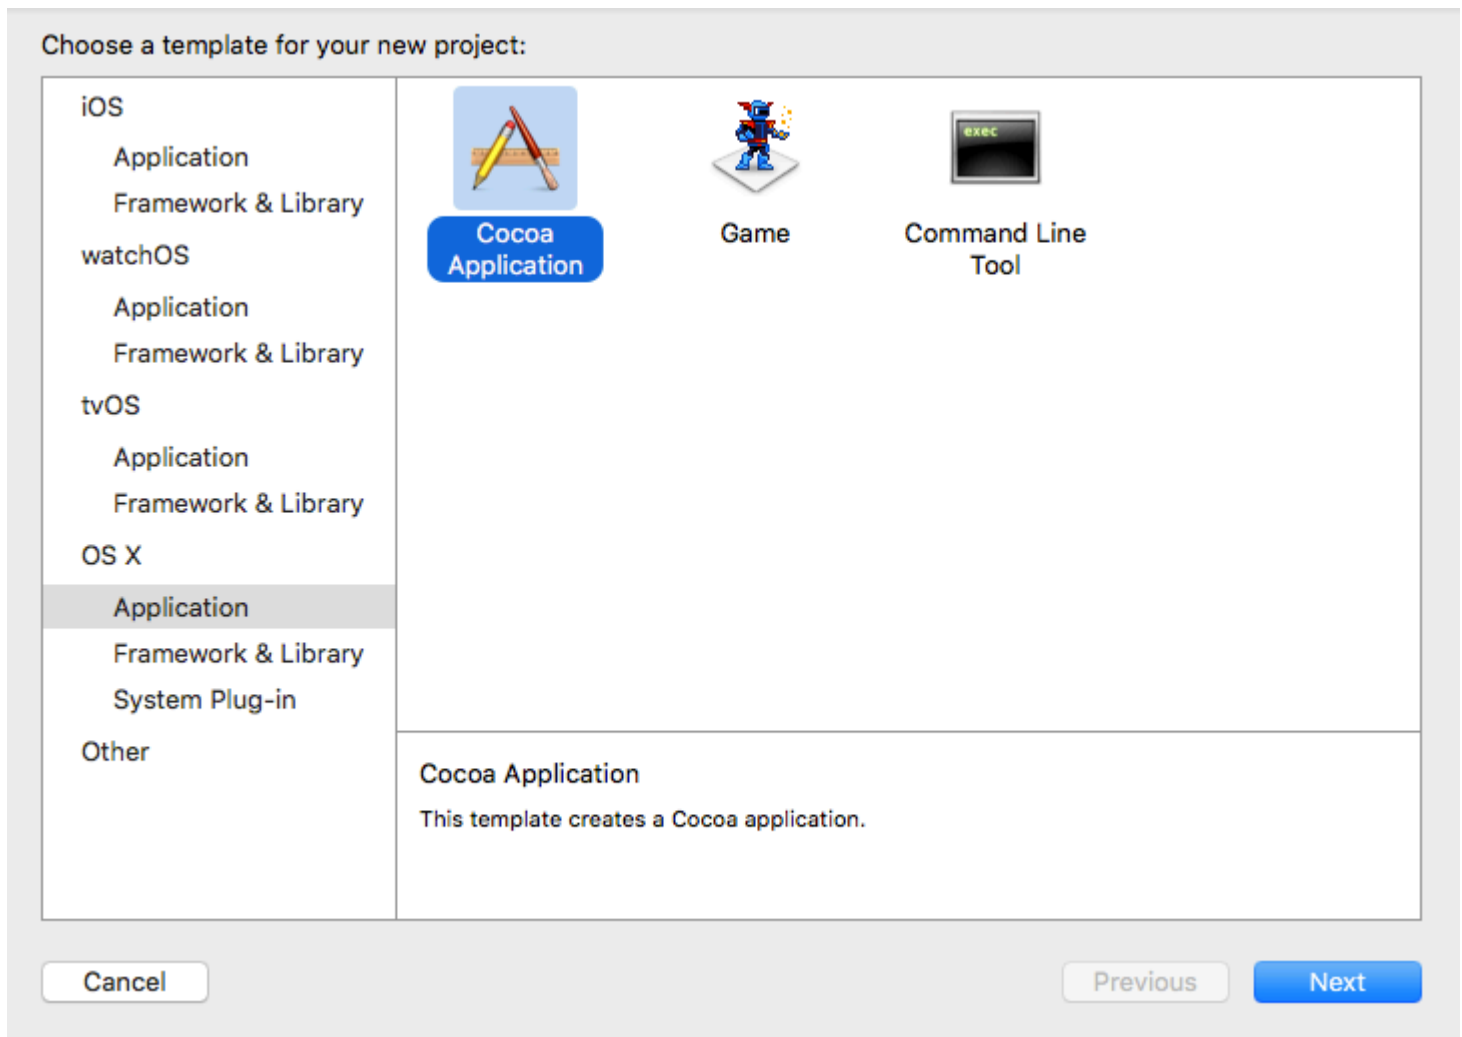 Choose a template for your new project:
iOS
Application
Framework & Library
watchOS
Application
Framework & Library
tvOS
Application
Framework & Library
OS X
Application
Framework & Library
System Plug-in
Other
Cocoa
Application
Game
exec
Command Line
Tool
Cocoa Application
This template creates a Cocoa application.
Cancel
Previous
Next